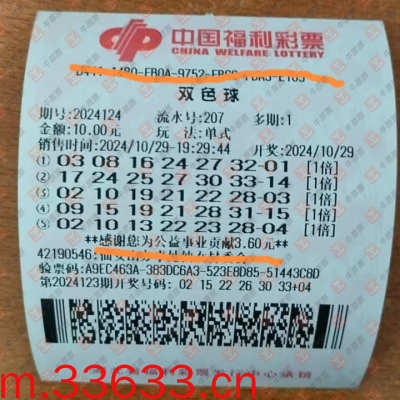 中国福利彩票
CHINA WELFARE LOTTERY
双色球
期号:2024124 流水号:207 多期:1
金额:10.00元 玩 法:单式
销售时间:2024/10/29-19:29:44 开奖:2024/10/29
(1) 03 08 16 24 27 32-01 [1倍]
(2) 17 24 25 27 30 33-14 [1倍]
(3) 02 10 19 21 22 28-03 [1倍]
(4) 09 15 19 21 28 31-15 [1倍]
(5) 02 10 13 22 23 28-04 [1倍]
**感谢您为公益事业贡献3.60元**
42190546:
验票码:A9EC463A-383DC6A3-523E8D85-51443C8D
第2024123期开奖号码: 02 15 22 26 30 33+04
m.33633.cn